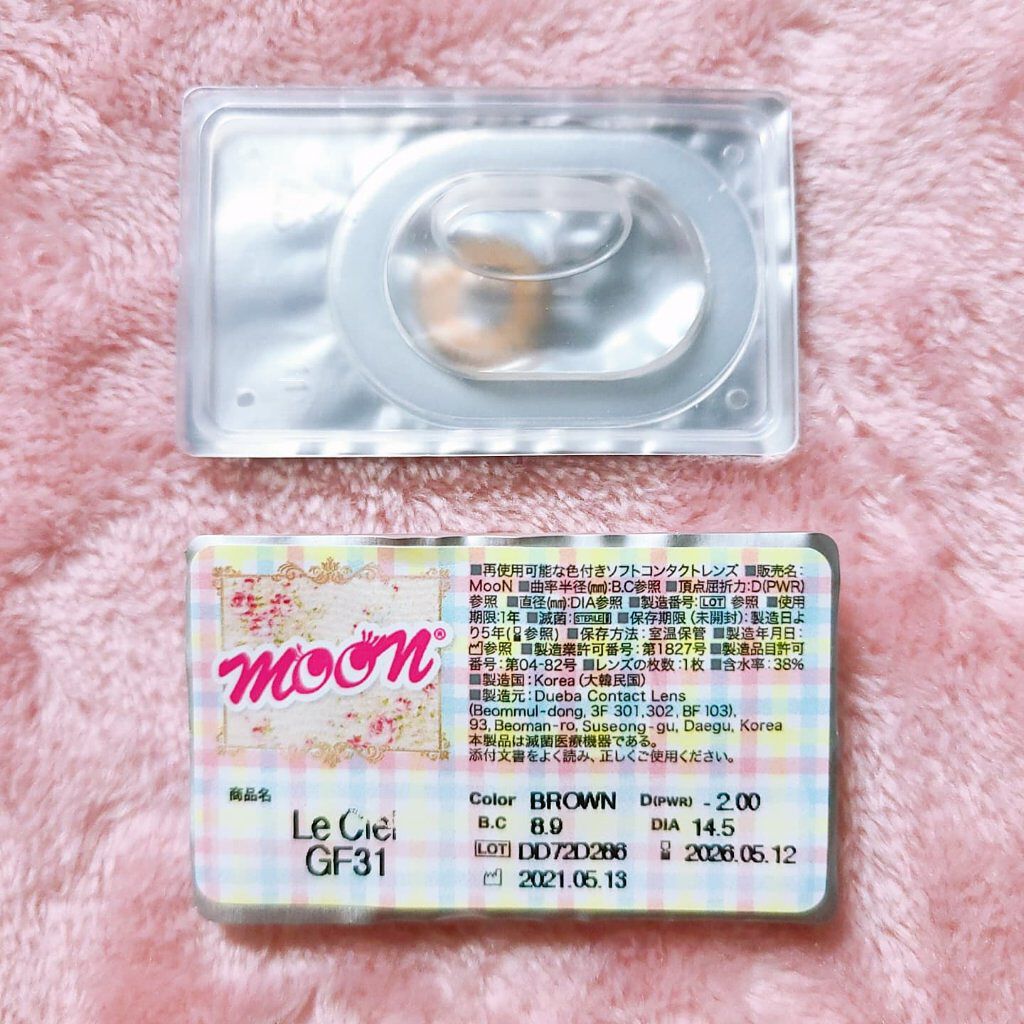 moon®
■再使用可能な色付きソフトコンタクトレンズ ■販売名:
MooN ■曲率半径(㎜):B.C参照 ■頂点屈折力:D(PWR)
参照 ■直径(㎜):DIA参照 ■製造番号:LOT 参照 ■使用
期限:1年 ■滅菌:STERILE ■保存期限(未開封):製造日よ
り5年(参照) ■保存方法:室温保管 ■製造年月日:
参照 ■製造業許可番号:第1827号 ■製造品目許可
番号:第04-82号 ■レンズの枚数:1枚 ■含水率:38%
■製造国:Korea(大韓民国)
■製造元:Dueba Contact Lens
(Beommul-dong, 3F 301,302, BF 103),
93, Beoman-ro, Suseong-gu, Daegu, Korea
本製品は滅菌医療機器である。
添付文書をよく読み、正しくご使用ください。
商品名
Le Ciel
GF31
Color BROWN D(PWR) -2.00
B.C 8.9 DIA 14.5
LOT DD72D286 2026.05.12
2021.05.13